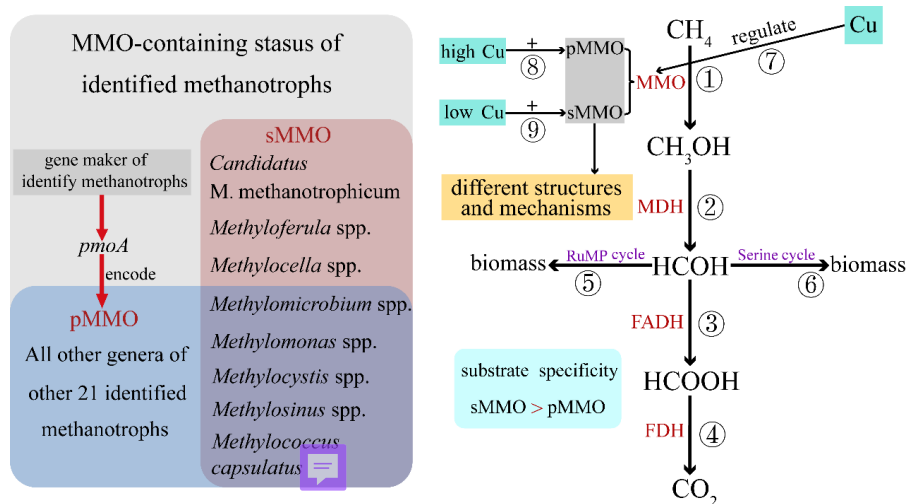 MMO-containing stasus of
identified methanotrophs
sMMO
gene maker of
identify methanotrophs
pmoA
encode
pMMO
All other genera of
other 21 identified
methanotrophs
Candidatus
M. methanotrophicum
Methyloferula spp.
Methylocella spp.
Methylomicrobium spp.
Methylomonas spp.
Methylocystis spp.
Methylosinus spp.
Methylococcus
capsulatus
high Cu
+
⑧
pMMO
low Cu
+
⑨
sMMO
MMO
different structures
and mechanisms
CH₄
regulate
Cu
⑦
①
CH₃OH
MDH
②
biomass
RuMP cycle
⑤
HCOH
Serine cycle
⑥
biomass
FADH
③
substrate specificity
sMMO > pMMO
HCOOH
FDH
④
CO₂